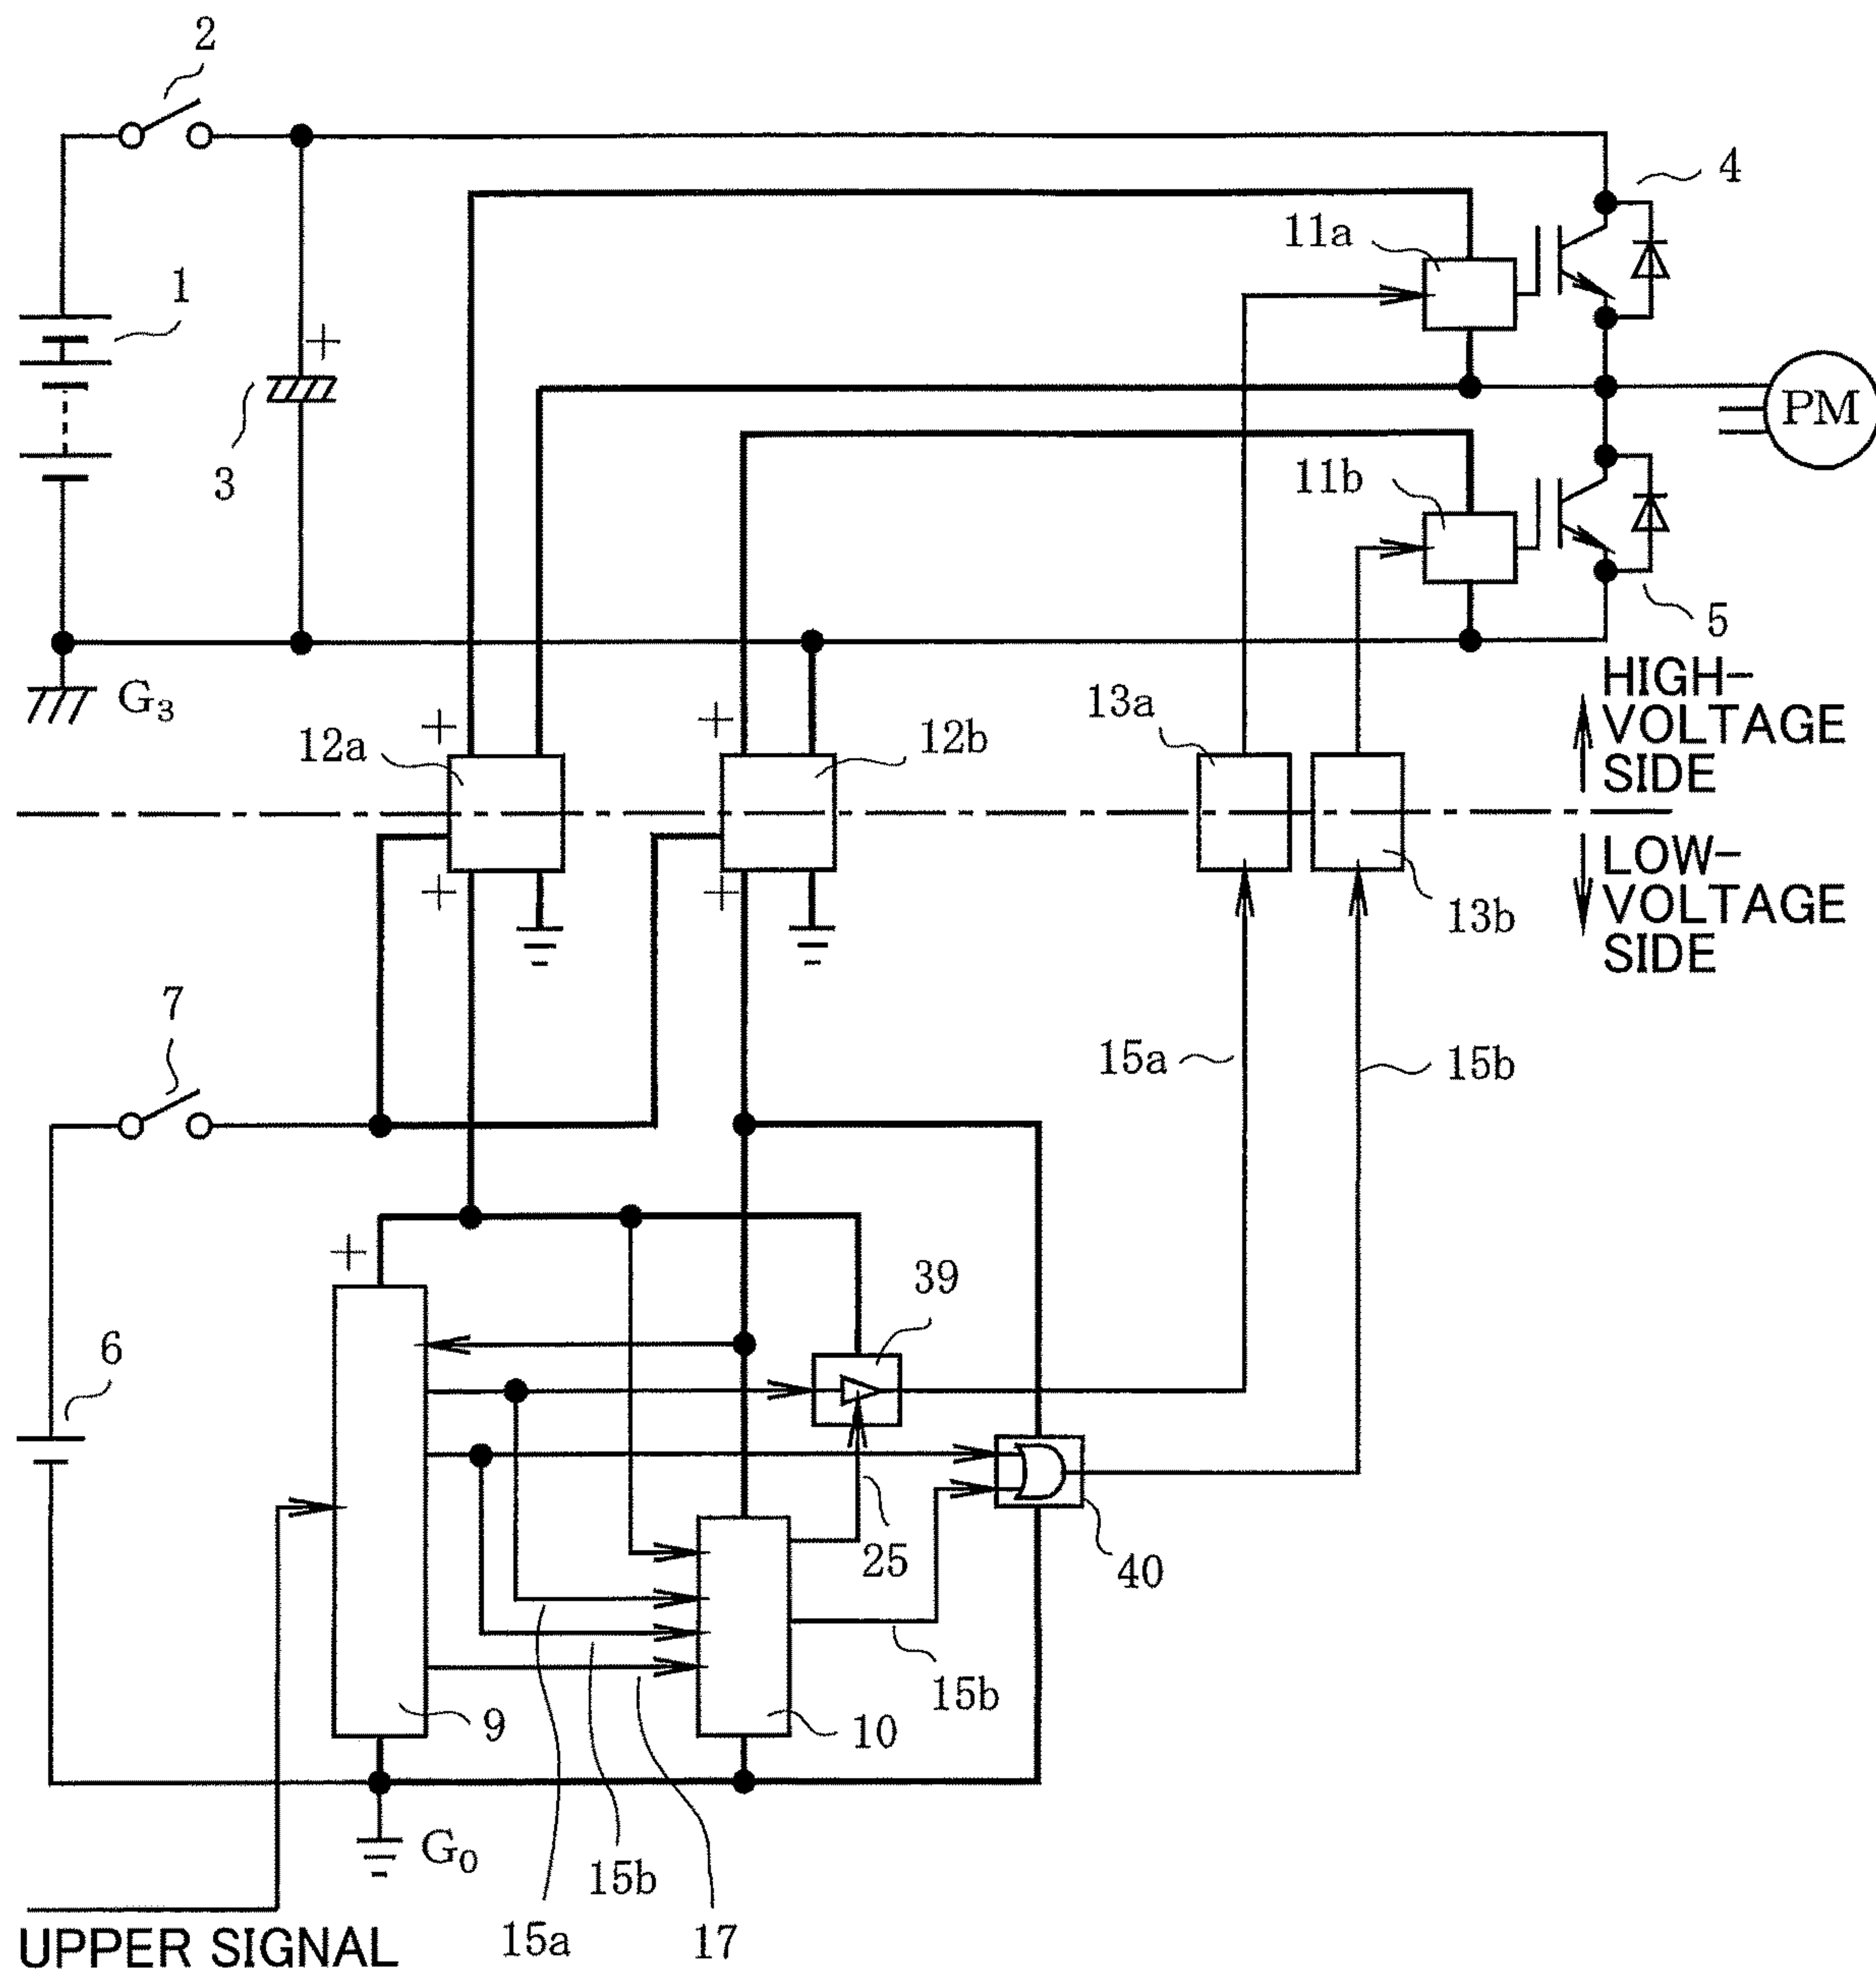 2
4
11a
1
+
PM
3
11b
5
HIGH-
VOLTAGE
SIDE
G3
13a
+
+
12a
12b
LOW-
VOLTAGE
SIDE
+
+
13b
7
15a
15b
+
39
6
25
40
15b
9
10
G0
15b
15a
17
UPPER SIGNAL